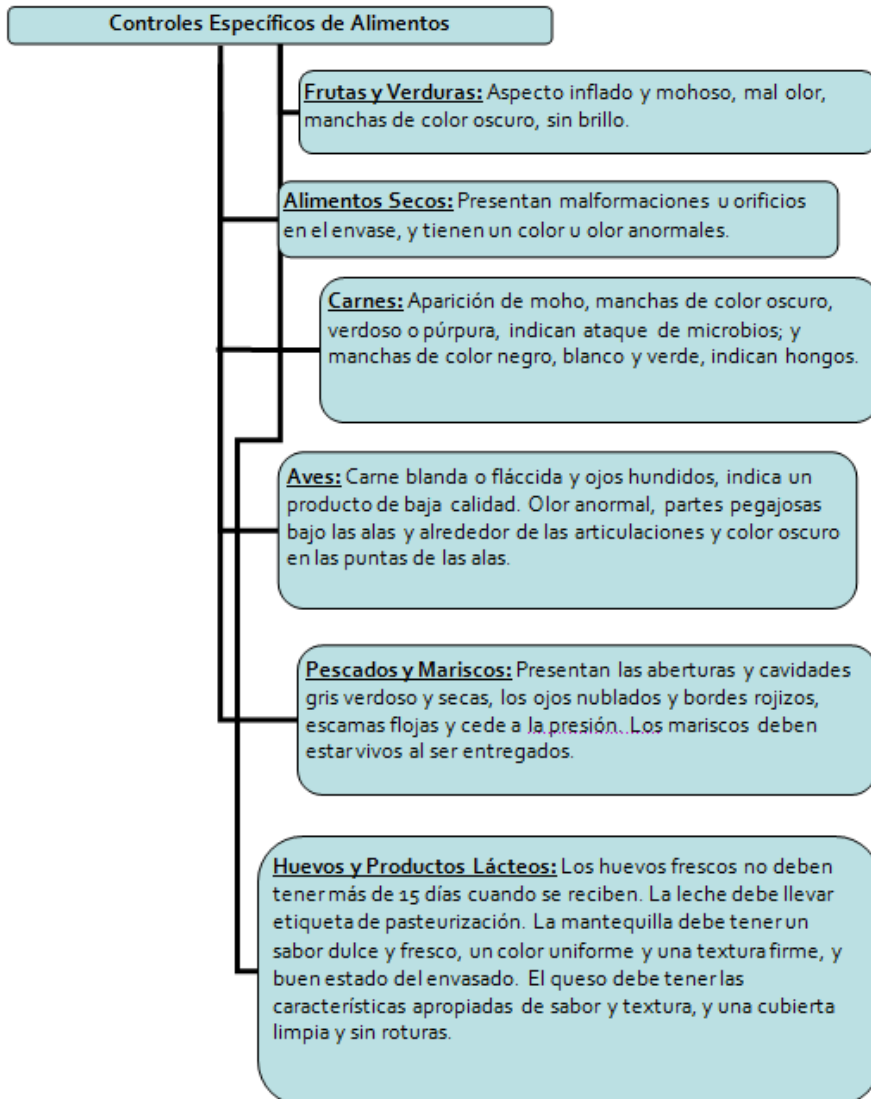 Controles Específicos de Alimentos
Frutas y Verduras: Aspecto inflado y mohoso, mal olor,
manchas de color oscuro, sin brillo.
Alimentos Secos: Presentan malformaciones u orificios
en el envase, y tienen un color u olor anormales.
Carnes: Aparición de moho, manchas de color oscuro,
verdoso o púrpura, indican ataque de microbios; y
manchas de color negro, blanco y verde, indican hongos.
Aves: Carne blanda o fláccida y ojos hundidos, indica un
producto de baja calidad. Olor anormal, partes pegajosas
bajo las alas y alrededor de las articulaciones y color oscuro
en las puntas de las alas.
Pescados y Mariscos: Presentan las aberturas y cavidades
gris verdoso y secas, los ojos nublados y bordes rojizos,
escamas flojas y cede a la presión. Los mariscos deben
estar vivos al ser entregados.
Huevos y Productos Lácteos: Los huevos frescos no deben
tener más de 15 días cuando se reciben. La leche debe llevar
etiqueta de pasteurización. La mantequilla debe tener un
sabor dulce y fresco, un color uniforme y una textura firme, y
buen estado del envasado. El queso debe tener las
características apropiadas de sabor y textura, y una cubierta
limpia y sin roturas.